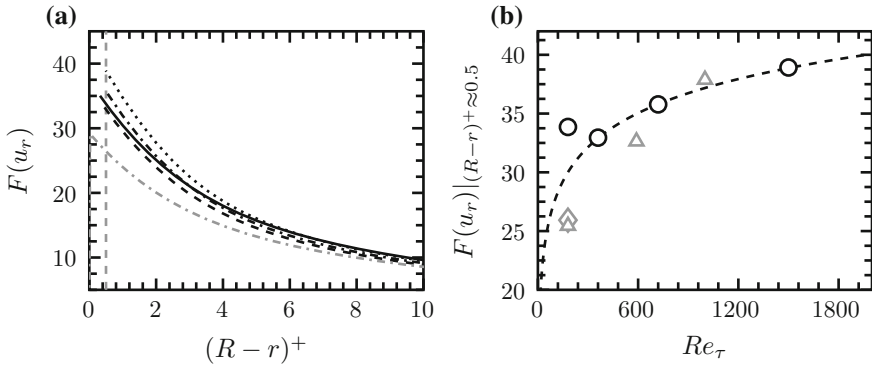 (a)
F(u_r)
40
30
20
10
0 2 4 6 8 10
(R − r)^+
(b)
F(u_r)|_{(R−r)^+≈0.5}
40
35
30
25
20
0 600 1200 1800
Re_τ